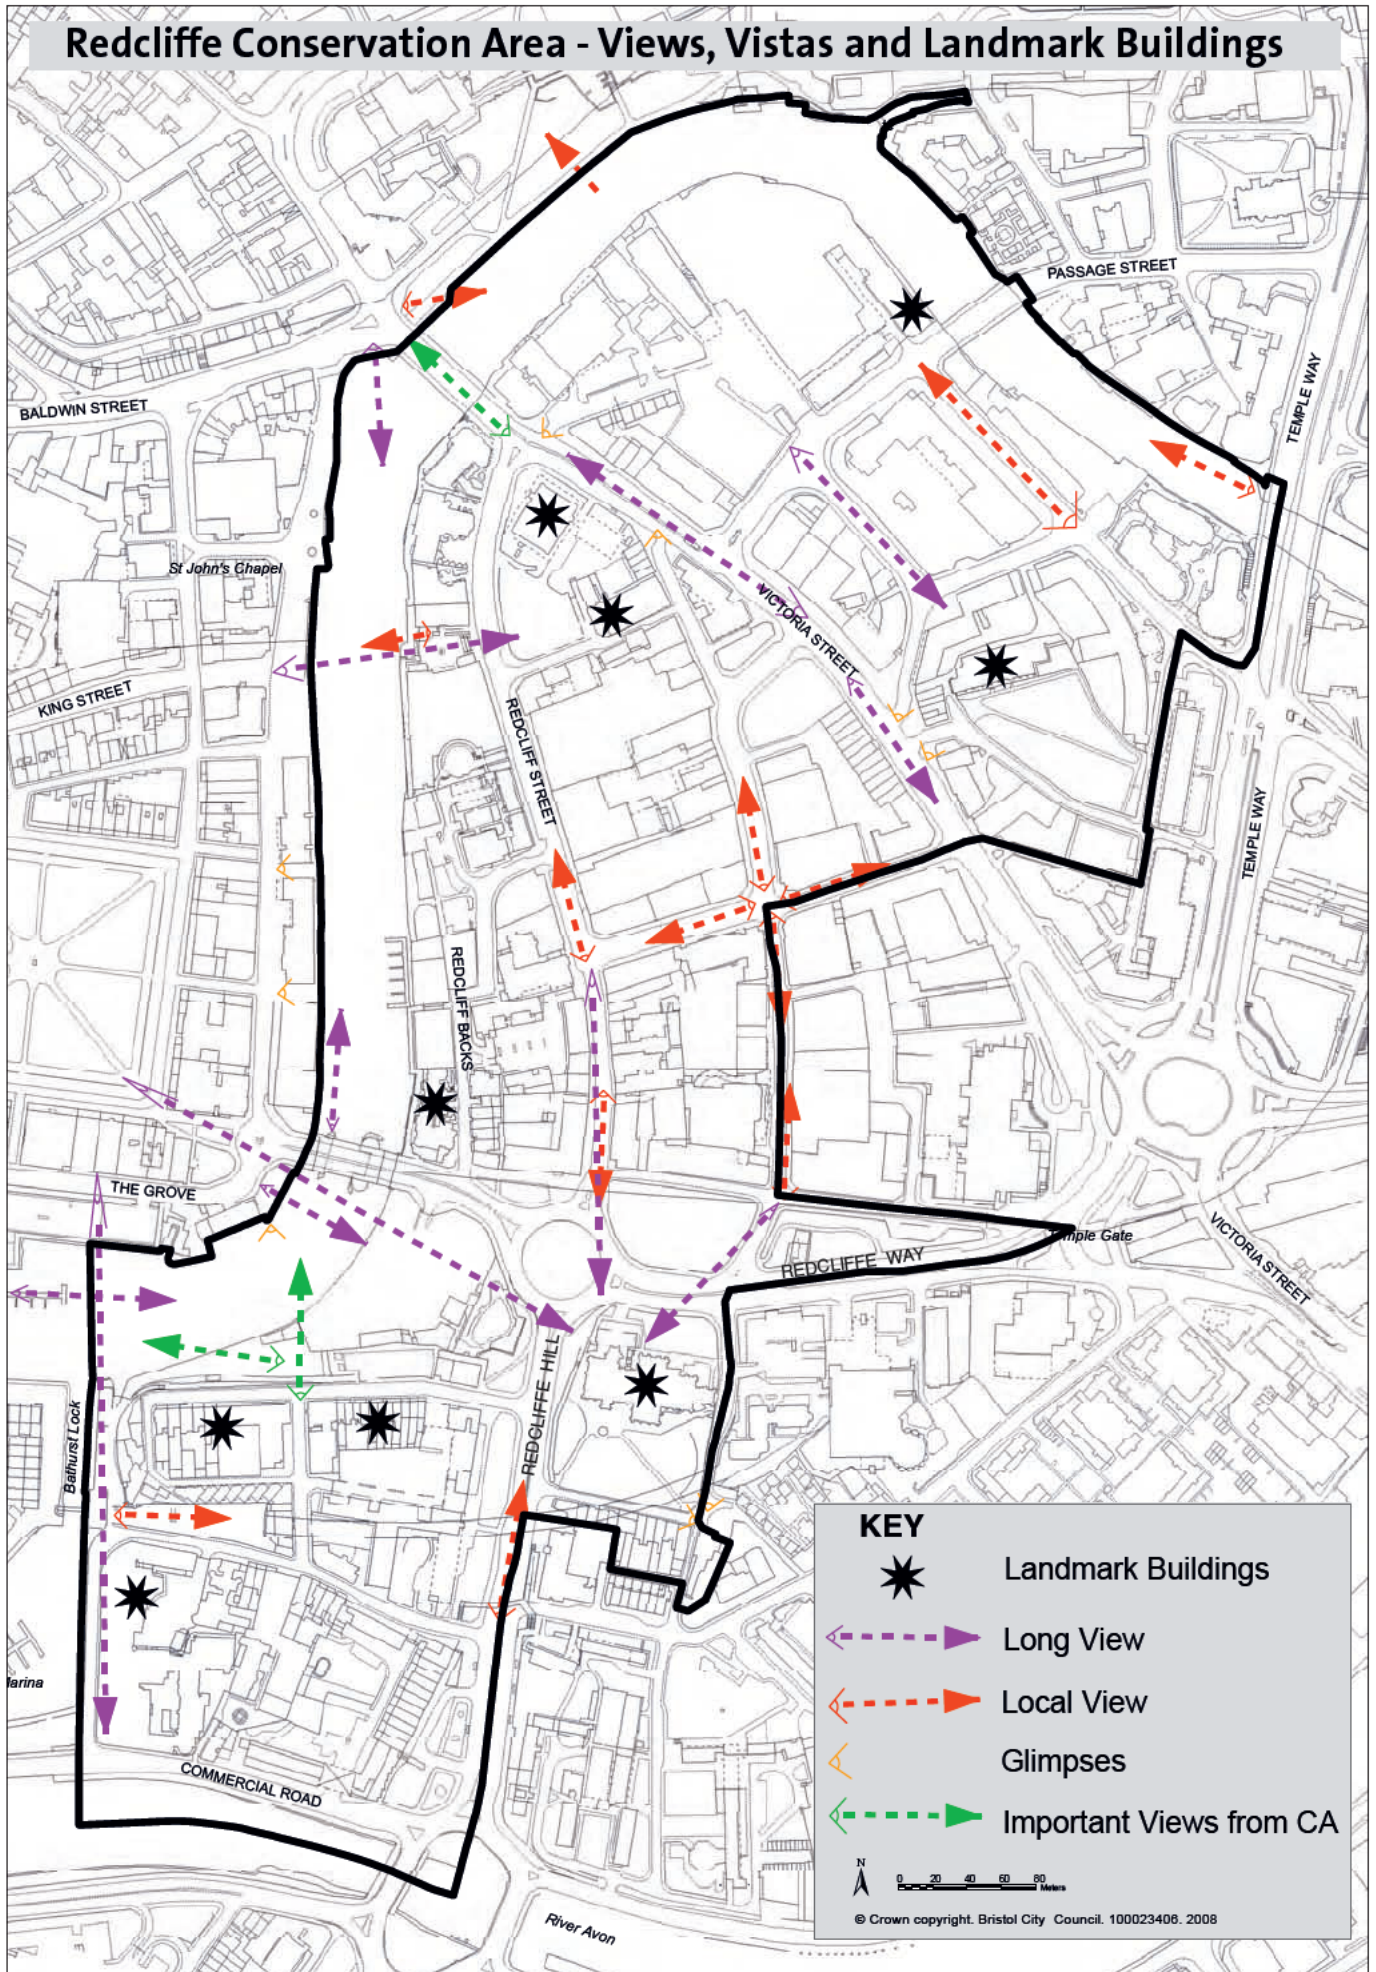 Redcliffe Conservation Area - Views, Vistas and Landmark Buildings
PASSAGE STREET
TEMPLE WAY
BALDWIN STREET
St John's Chapel
VICTORIA STREET
KING STREET
REDCLIFF STREET
TEMPLE WAY
REDCLIFF BACKS
THE GROVE
VICTORIA STREET
mple Gate
REDCLIFFE WAY
REDCLIFFE HILL
Bathurst Lock
larina
COMMERCIAL ROAD
River Avon
KEY
Landmark Buildings
Long View
Local View
Glimpses
Important Views from CA
N
0 20 40 60 80
Meters
© Crown copyright. Bristol City Council. 100023406. 2008